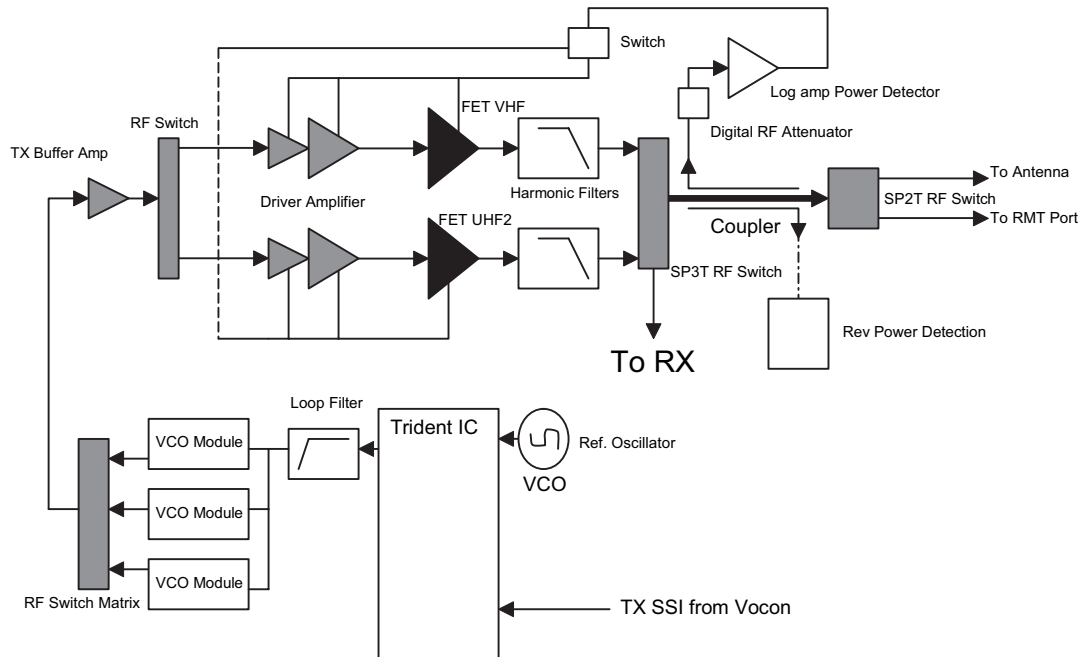 Switch
Log amp Power Detector
FET VHF
RF Switch
Digital RF Attenuator
TX Buffer Amp
To Antenna
Harmonic Filters
Driver Amplifier
SP2T RF Switch
FET UHF2
Coupler
To RMT Port
SP3T RF Switch
Rev Power Detection
To RX
Loop Filter
Trident IC
VCO Module
Ref. Oscillator
VCO
VCO Module
VCO Module
RF Switch Matrix
TX SSI from Vocon